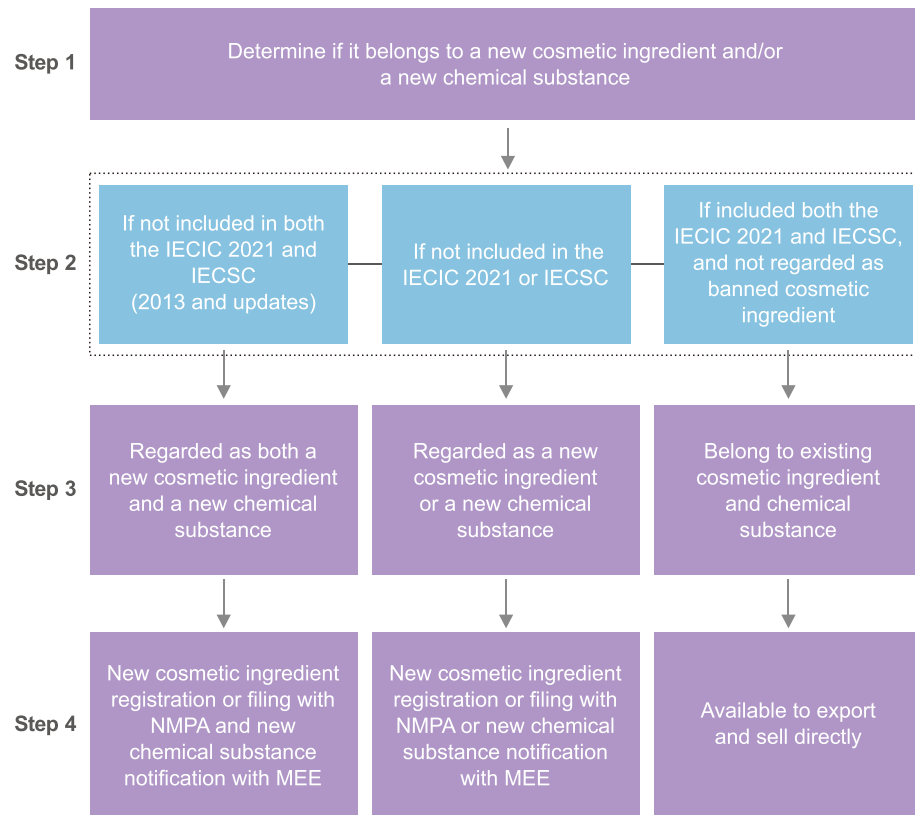 Step 1
Determine if it belongs to a new cosmetic ingredient and/or
a new chemical substance
Step 2
If not included in both
the IECIC 2021 and
IECSC
(2013 and updates)
If not included in the
IECIC 2021 or IECSC
If included both the
IECIC 2021 and IECSC,
and not regarded as
banned cosmetic
ingredient
Step 3
Regarded as both a
new cosmetic ingredient
and a new chemical
substance
Regarded as a new
cosmetic ingredient
or a new chemical
substance
Belong to existing
cosmetic ingredient
and chemical
substance
Step 4
New cosmetic ingredient
registration or filing with
NMPA and new
chemical substance
notification with MEE
New cosmetic ingredient
registration or filing with
NMPA or new chemical
substance notification
with MEE
Available to export
and sell directly